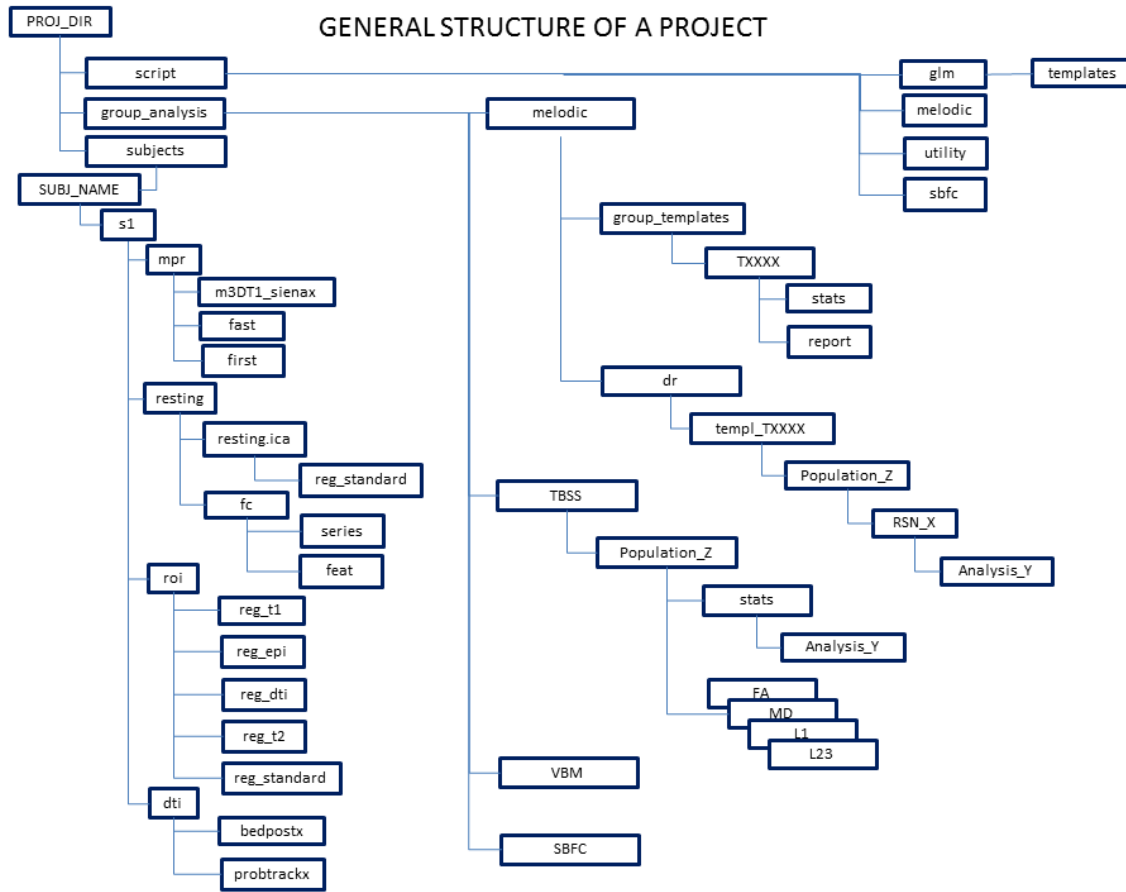 PROJ_DIR
GENERAL STRUCTURE OF A PROJECT
script
glm
templates
group_analysis
melodic
melodic
subjects
utility
SUBJ_NAME
sbfc
s1
group_templates
mpr
TXXXX
m3DT1_sienax
stats
fast
report
first
dr
resting
templ_TXXXX
resting.ica
Population_Z
reg_standard
TBSS
fc
RSN_X
series
Population_Z
feat
Analysis_Y
roi
stats
reg_t1
Analysis_Y
reg_epi
reg_dti
FA
MD
L1
L23
reg_t2
reg_standard
VBM
dti
bedpostx
SBFC
probtrackx